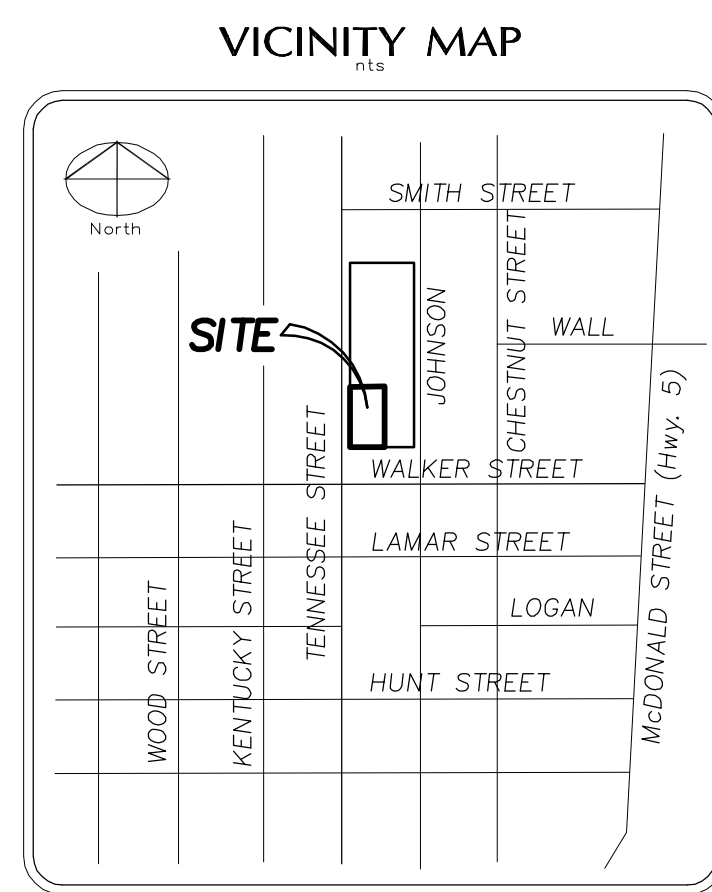 VICINITY MAP
nts
North
SMITH STREET
SITE
JOHNSON
CHESTNUT STREET
WALL
McDONALD STREET (Hwy. 5)
TENNESSEE STREET
WALKER STREET
LAMAR STREET
KENTUCKY STREET
WOOD STREET
LOGAN
HUNT STREET